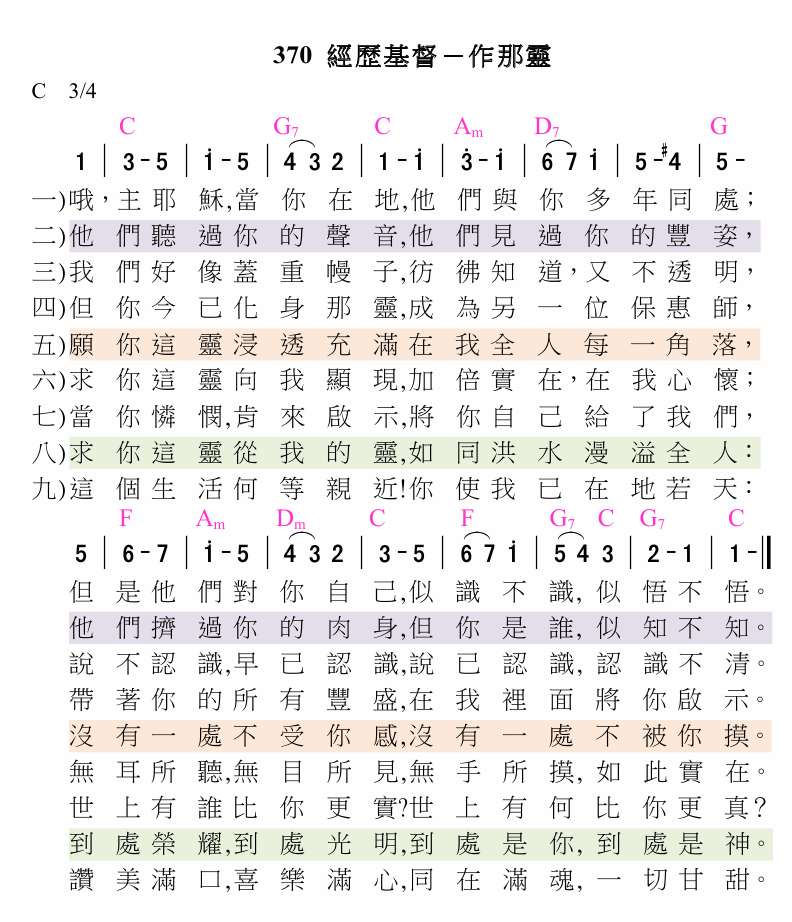 370 經歷基督－作那靈
C 3/4
C G7 C Am D7 G
1 | 3 - 5 | i - 5 | 4 3 2 | 1 - i | 3 - i | 6 7 i | 5 - #4 | 5 -
一)哦，主耶穌,當你在地,他們與你多年同處；
二)他們聽過你的聲音,他們見過你的豐姿，
三)我們好像蓋重幔子,彷彿知道，又不透明，
四)但你今已化身那靈,成為另一位保惠師，
五)願你這靈浸透充滿在我全人每一角落，
六)求你這靈向我顯現,加倍實在，在我心懷；
七)當你憐憫,肯來啟示,將你自己給了我們，
八)求你這靈從我的靈,如同洪水漫溢全人：
九)這個生活何等親近!你使我已在地若天：
F Am Dm C F G7 C G7 C
5 | 6 - 7 | i - 5 | 4 3 2 | 3 - 5 | 6 7 i | 5 4 3 | 2 - 1 | 1 - ||
但是他們對你自己,似識不識,似悟不悟。
他們擠過你的肉身,但你是誰,似知不知。
說不認識,早已認識,說已認識,認識不清。
帶著你的所有豐盛,在我裡面將你啟示。
沒有一處不受你感,沒有一處不被你摸。
無耳所聽,無目所見,無手所摸,如此實在。
世上有誰比你更實?世上有何比你更真？
到處榮耀,到處光明,到處是你,到處是神。
讚美滿口,喜樂滿心,同在滿魂,一切甘甜。